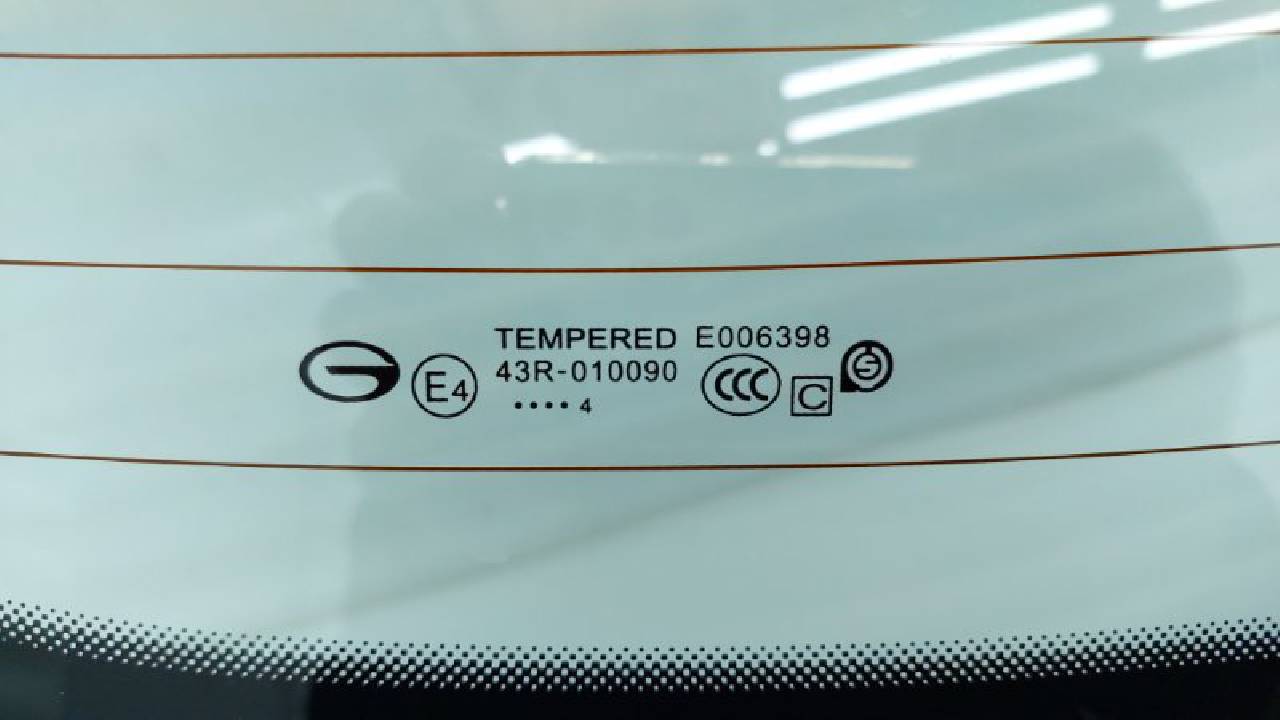 TEMPERED E006398
E4 43R-010090 CCC C
•••• 4